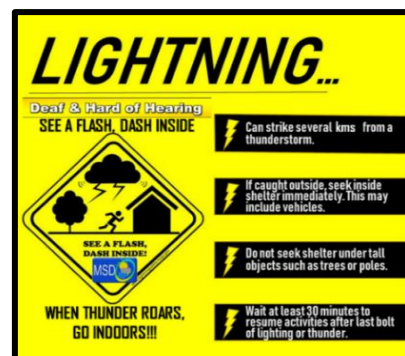 LIGHTNING...
Deaf & Hard of Hearing
SEE A FLASH, DASH INSIDE
SEE A FLASH,
DASH INSIDE!
MSD
WHEN THUNDER ROARS,
GO INDOORS!!!
Can strike several kms from a
thunderstorm.
If caught outside, seek inside
shelter immediately. This may
include vehicles.
Do not seek shelter under tall
objects such as trees or poles.
Wait at least 30 minutes to
resume activities after last bolt
of lighting or thunder.